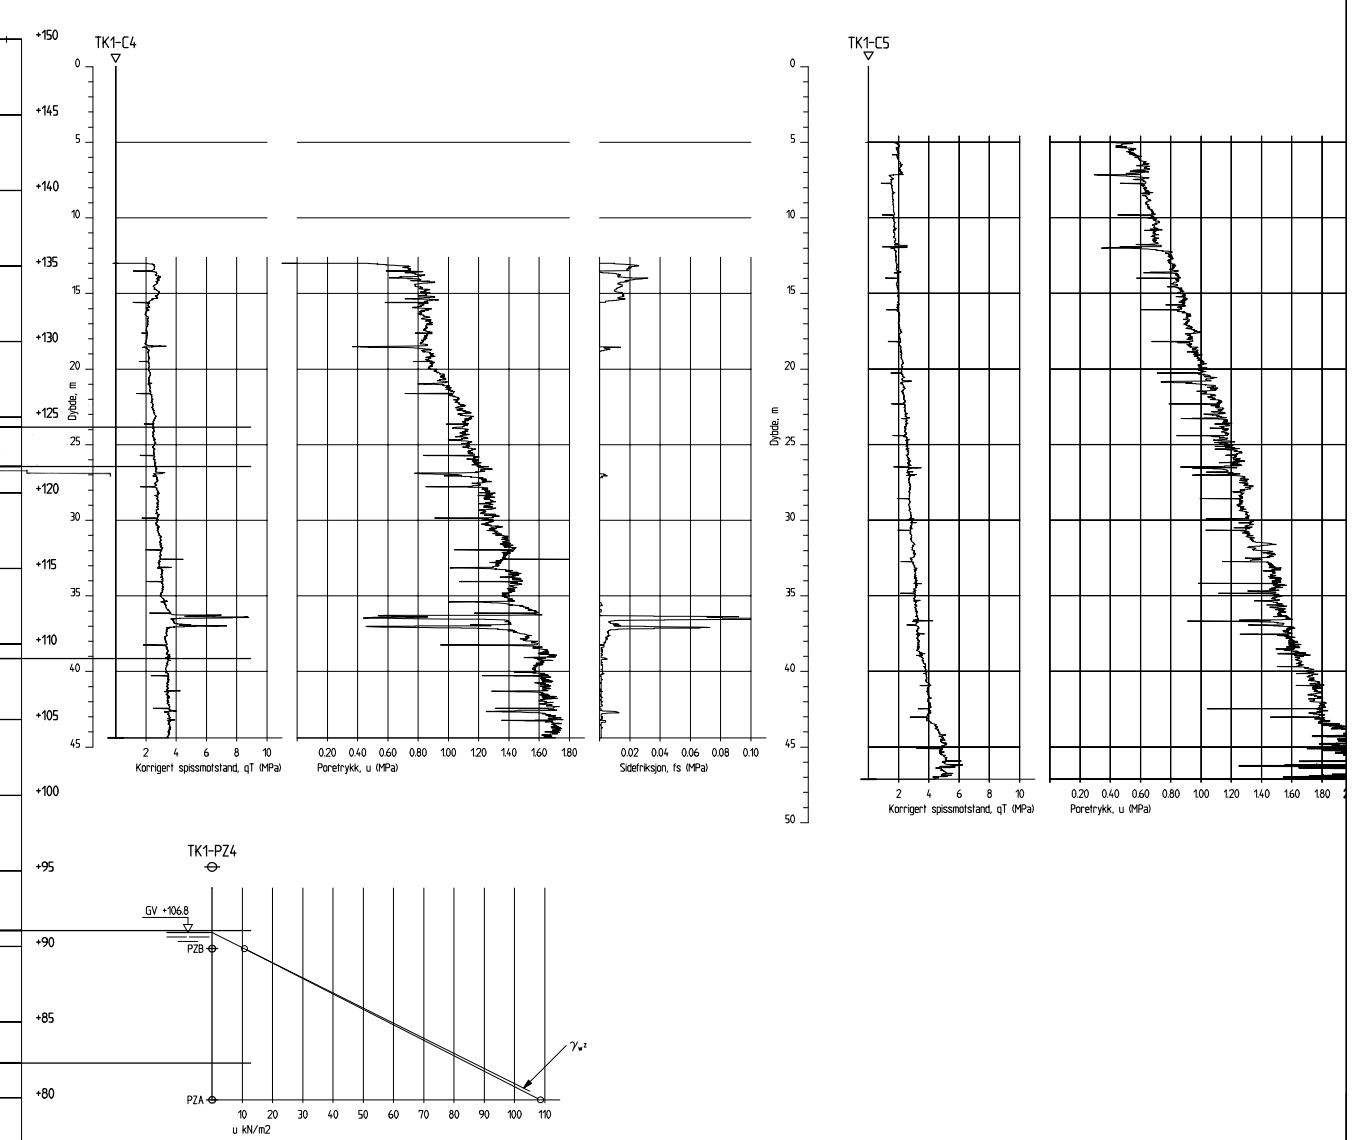 +150
+145
+140
+135
+130
+125
+120
+115
+110
+105
+100
+95
+90
+85
+80
TK1-C4
0
5
10
15
20
25
30
35
40
45
Dybde, m
2 4 6 8 10
Korrigert spissmotstand, qT (MPa)
0.20 0.40 0.60 0.80 1.00 1.20 1.40 1.60 1.80
Poretrykk, u (MPa)
0.02 0.04 0.06 0.08 0.10
Sidefriksjon, fs (MPa)
TK1-C5
0
5
10
15
20
25
30
35
40
45
50
Dybde, m
2 4 6 8 10
Korrigert spissmotstand, qT (MPa)
0.20 0.40 0.60 0.80 1.00 1.20 1.40 1.60 1.80
Poretrykk, u (MPa)
TK1-PZ4
GV +106.8
PZB
PZA
γwz
10 20 30 40 50 60 70 80 90 100 110
u kN/m2